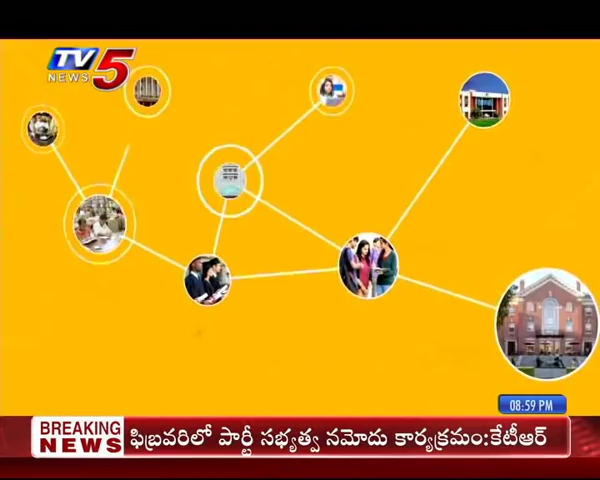 TV5
NEWS
08:59 PM
BREAKING
NEWS
ఫిబ్రవరిలో పార్టీ సభ్యత్వ నమోదు కార్యక్రమం:కేటీఆర్